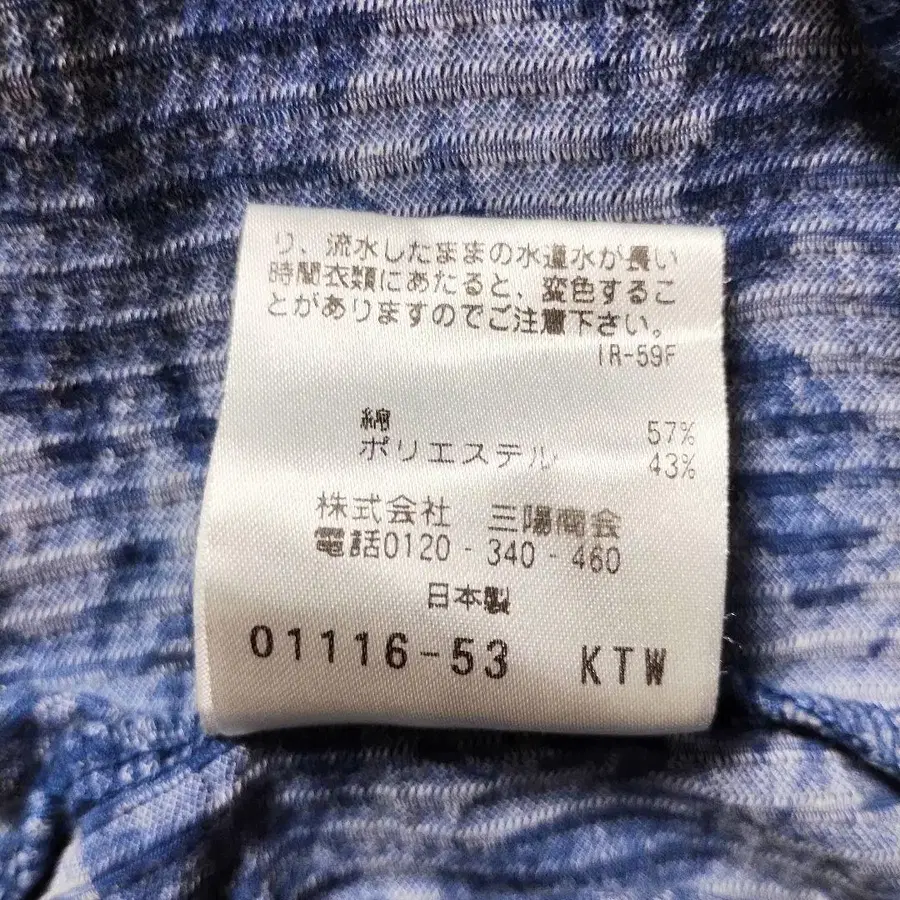 り、流水したままの水道水が長い
時間衣類にあたると、変色するこ
とがありますのでご注意下さい。
IR-59F
綿 57%
ポリエステル 43%
株式会社 三陽商会
電話0120-340-460
日本製
01116-53 KTW